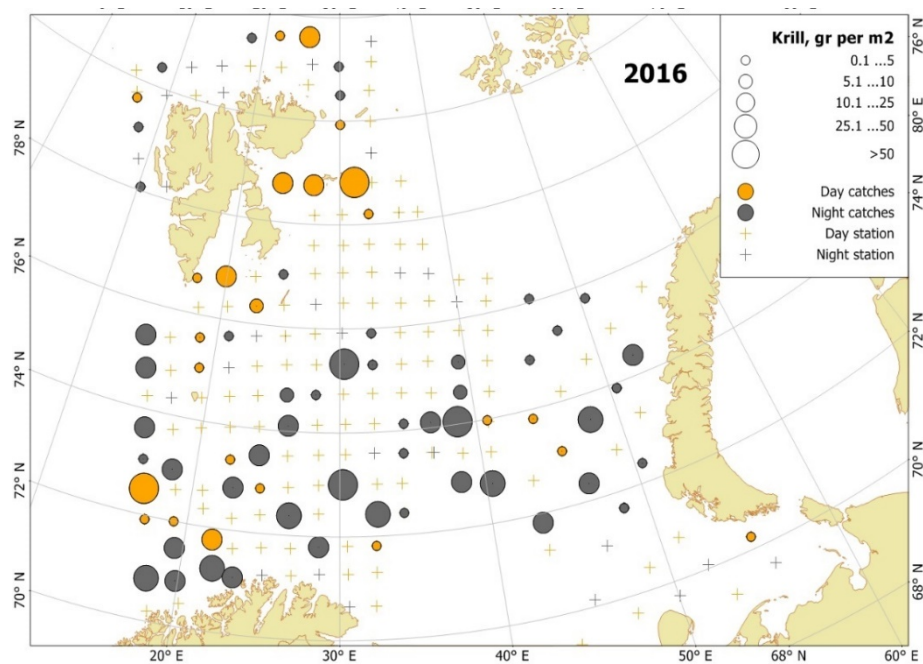 2016
Krill, gr per m2
0.1 ...5
5.1 ...10
10.1 ...25
25.1 ...50
>50
Day catches
Night catches
Day station
Night station
78° N
76° N
74° N
72° N
70° N
76° N
80° N
74° N
72° N
70° N
68° N
20° E
30° E
40° E
50° E
68° N
60° E